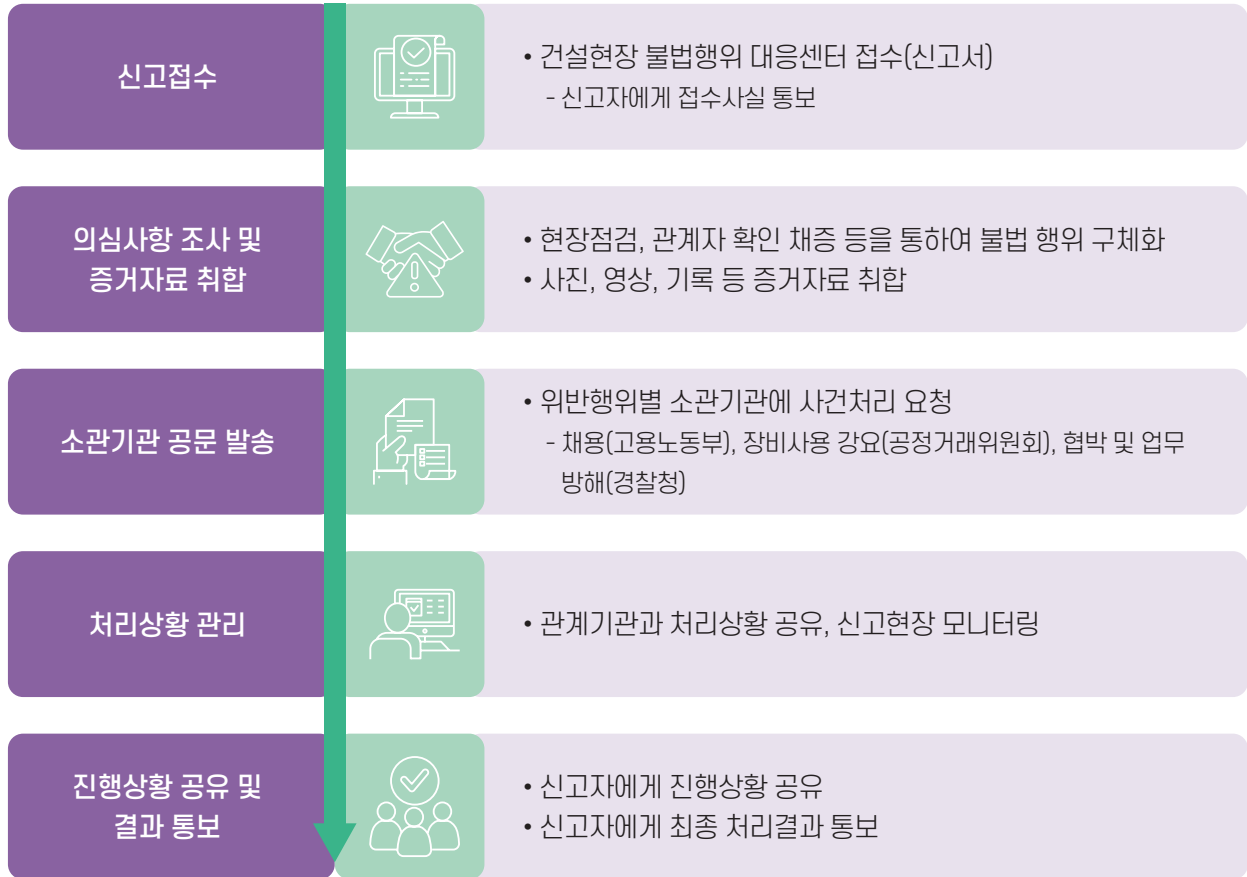 신고접수
• 건설현장 불법행위 대응센터 접수(신고서)
- 신고자에게 접수사실 통보
의심사항 조사 및
증거자료 취합
• 현장점검, 관계자 확인 채증 등을 통하여 불법 행위 구체화
• 사진, 영상, 기록 등 증거자료 취합
소관기관 공문 발송
• 위반행위별 소관기관에 사건처리 요청
- 채용(고용노동부), 장비사용 강요(공정거래위원회), 협박 및 업무
방해(경찰청)
처리상황 관리
• 관계기관과 처리상황 공유, 신고현장 모니터링
진행상황 공유 및
결과 통보
• 신고자에게 진행상황 공유
• 신고자에게 최종 처리결과 통보